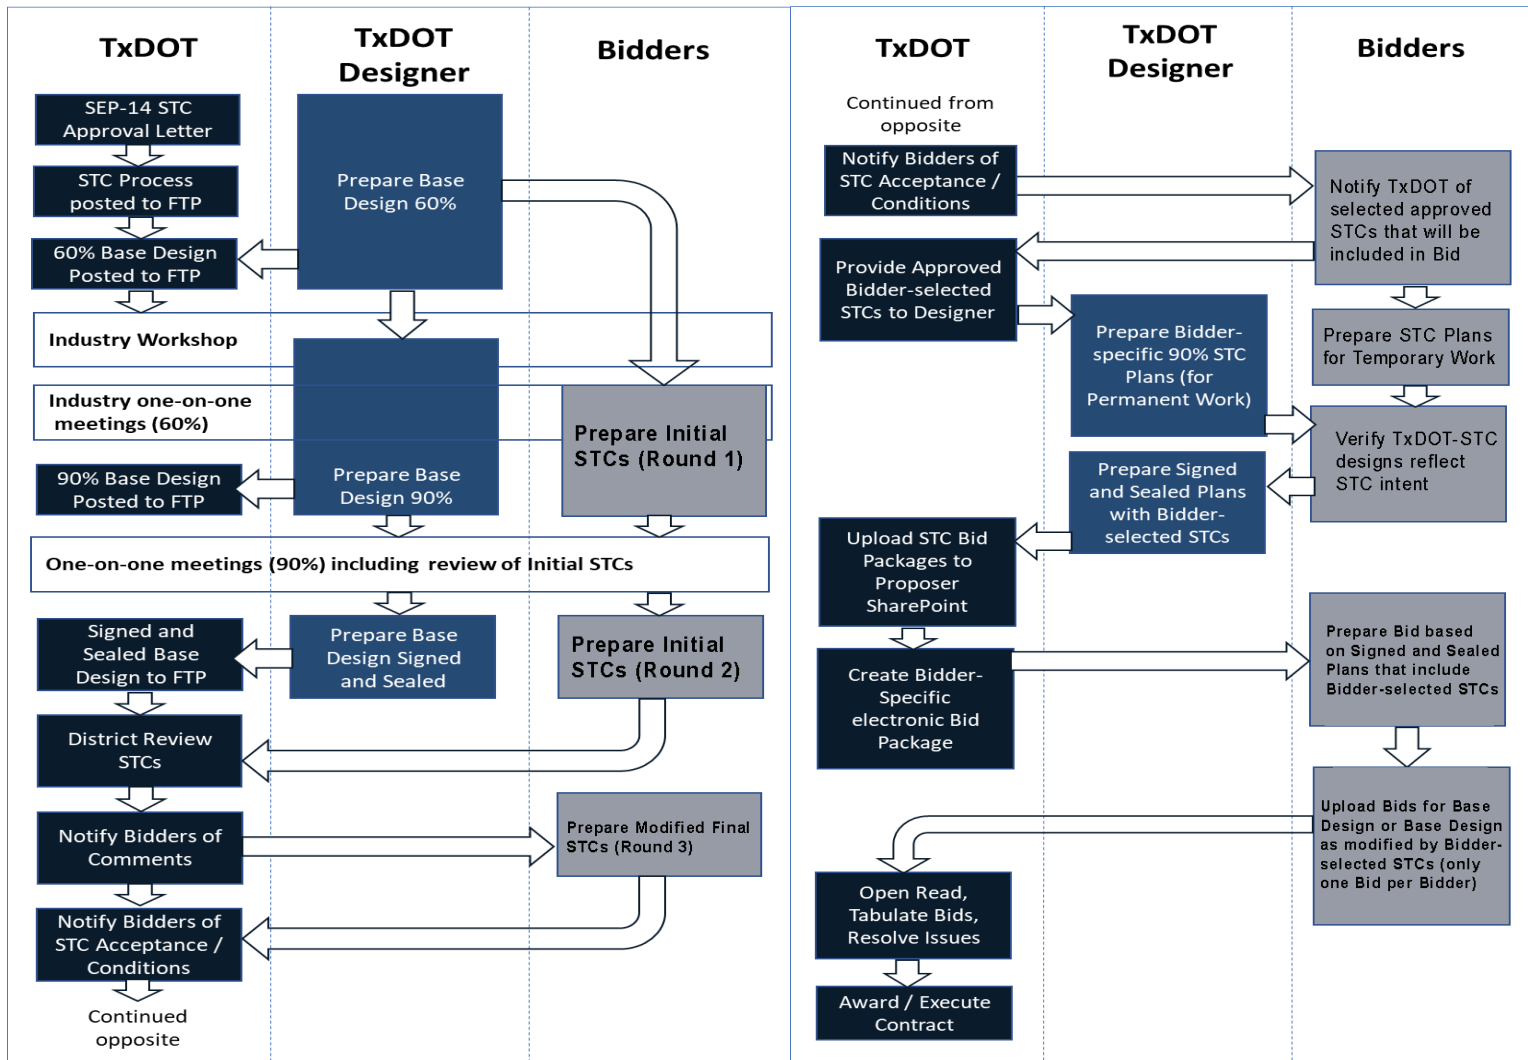 TxDOT
TxDOT
Designer
Bidders
SEP-14 STC
Approval Letter
STC Process
posted to FTP
60% Base Design
Posted to FTP
Prepare Base
Design 60%
Industry Workshop
Industry one-on-one
meetings (60%)
Prepare Initial
STCs (Round 1)
90% Base Design
Posted to FTP
Prepare Base
Design 90%
One-on-one meetings (90%) including review of Initial STCs
Signed and
Sealed Base
Design to FTP
Prepare Base
Design Signed
and Sealed
Prepare Initial
STCs (Round 2)
District Review
STCs
Notify Bidders of
Comments
Prepare Modified Final
STCs (Round 3)
Notify Bidders of
STC Acceptance /
Conditions
Continued
opposite
TxDOT
TxDOT
Designer
Bidders
Continued from
opposite
Notify Bidders of
STC Acceptance /
Conditions
Notify TxDOT of
selected approved
STCs that will be
included in Bid
Provide Approved
Bidder-selected
STCs to Designer
Prepare Bidder-
specific 90% STC
Plans (for
Permanent Work)
Prepare STC Plans
for Temporary Work
Verify TxDOT-STC
designs reflect
STC intent
Prepare Signed
and Sealed Plans
with Bidder-
selected STCs
Upload STC Bid
Packages to
Proposer
SharePoint
Create Bidder-
Specific
electronic Bid
Package
Prepare Bid based
on Signed and Sealed
Plans that include
Bidder-selected STCs
Upload Bids for Base
Design or Base Design
as modified by Bidder-
selected STCs (only
one Bid per Bidder)
Open Read,
Tabulate Bids,
Resolve Issues
Award / Execute
Contract